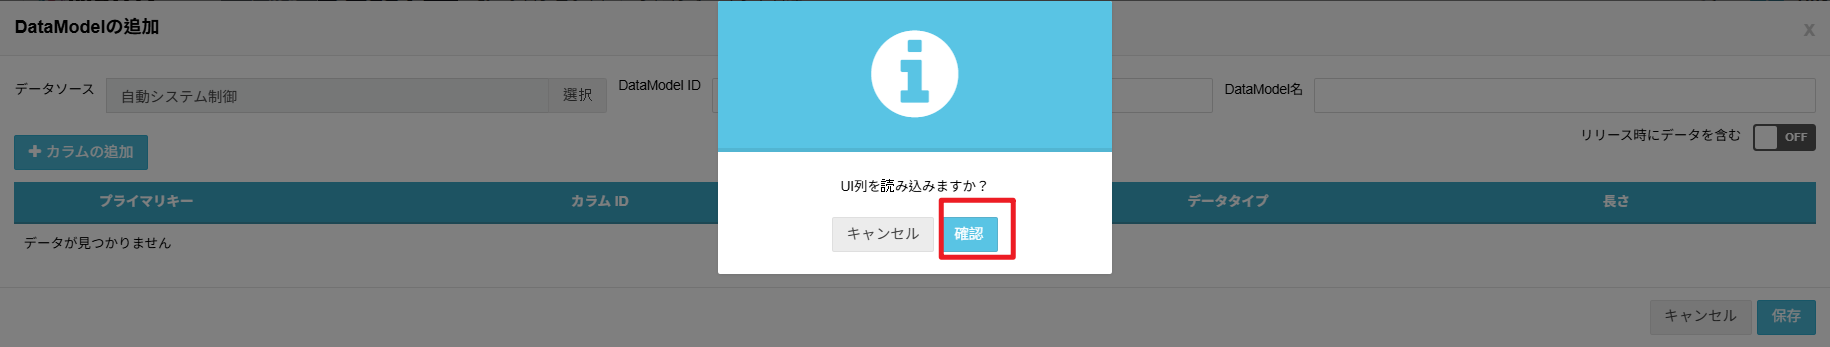 DataModelの追加
x
データソース
自動システム制御
選択
DataModel ID
DataModel名
リリース時にデータを含む
OFF
+ カラムの追加
プライマリキー
カラム ID
データタイプ
長さ
データが見つかりません
i
UI列を読み込みますか？
キャンセル
確認
キャンセル
保存